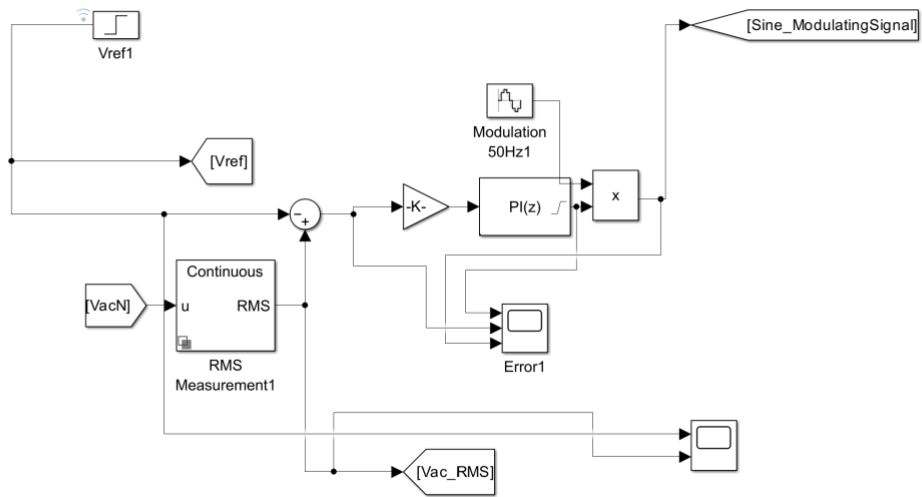 [Sine_ModulatingSignal]
Vref1
Modulation
50Hz1
[Vref]
x
-K-
PI(z)
Continuous
[VacN]
u
RMS
RMS
Measurement1
Error1
[Vac_RMS]